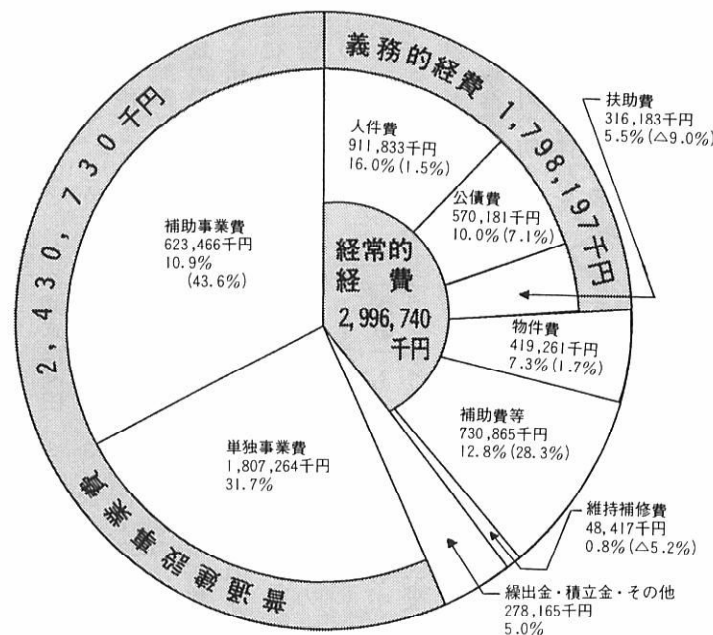 義務的経費 1,798,197千円
人件費
911,833千円
16.0%(1.5%)
公債費
570,181千円
10.0%(7.1%)
扶助費
316,183千円
5.5%(△9.0%)
経常的
経費
2,996,740
千円
物件費
419,261千円
7.3%(1.7%)
補助費等
730,865千円
12.8%(28.3%)
維持補修費
48,417千円
0.8%(△5.2%)
繰出金・積立金・その他
278,165千円
5.0%
普通建設事業費 2,430,730千円
補助事業費
623,466千円
10.9%
(43.6%)
単独事業費
1,807,264千円
31.7%